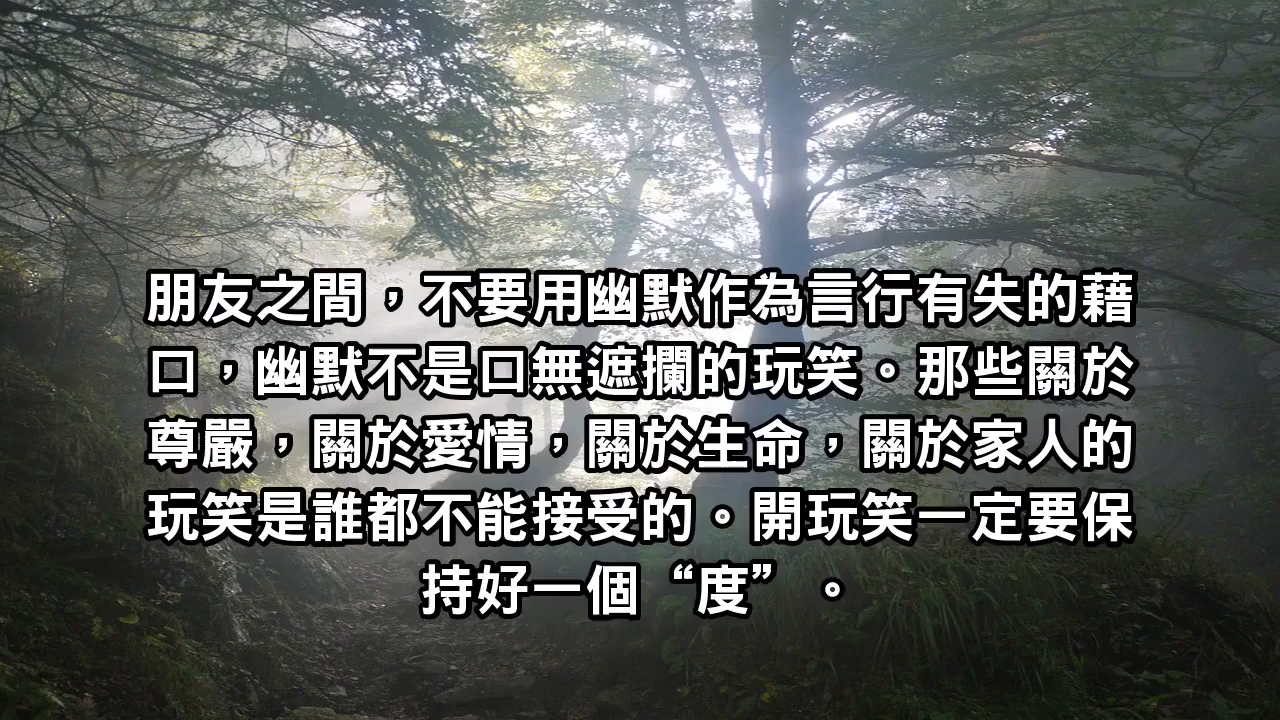 朋友之間，不要用幽默作為言行有失的藉
口，幽默不是口無遮攔的玩笑。那些關於
尊嚴，關於愛情，關於生命，關於家人的
玩笑是誰都不能接受的。開玩笑一定要保
持好一個“度”。